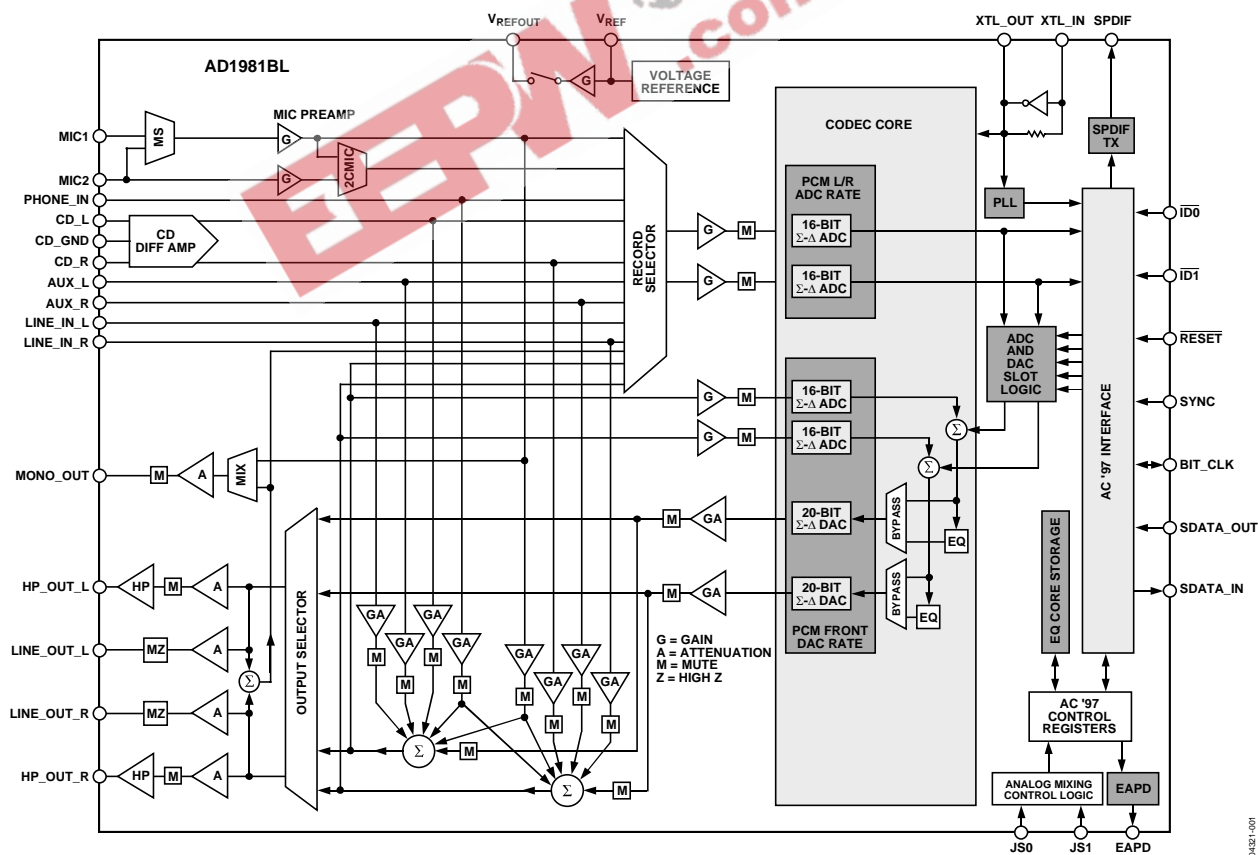 V_REFOUT
V_REF
XTL_OUT
XTL_IN
SPDIF
AD1981BL
G
VOLTAGE
REFERENCE
EEPW
.com
CODEC CORE
SPDIF
TX
MIC PREAMP
MIC1
MS
G
MIC2
G
2CMIC
PHONE_IN
CD_L
CD_GND
CD
DIFF AMP
CD_R
AUX_L
AUX_R
LINE_IN_L
LINE_IN_R
RECORD
SELECTOR
G
M
G
M
PCM L/R
ADC RATE
16-BIT
Σ-Δ ADC
16-BIT
Σ-Δ ADC
PLL
ID0
ID1
RESET
SYNC
BIT_CLK
SDATA_OUT
SDATA_IN
ADC
AND
DAC
SLOT
LOGIC
AC '97 INTERFACE
G
M
16-BIT
Σ-Δ ADC
G
M
16-BIT
Σ-Δ ADC
Σ
Σ
MONO_OUT
M
A
MIX
M
GA
20-BIT
Σ-Δ DAC
BYPASS
EQ
M
GA
20-BIT
Σ-Δ DAC
BYPASS
EQ
PCM FRONT
DAC RATE
EQ CORE STORAGE
HP_OUT_L
HP
M
A
LINE_OUT_L
MZ
A
Σ
LINE_OUT_R
MZ
A
HP_OUT_R
HP
M
A
OUTPUT SELECTOR
GA
GA
GA
GA
GA
GA
GA
GA
M
M
M
M
M
M
M
M
G = GAIN
A = ATTENUATION
M = MUTE
Z = HIGH Z
Σ
M
Σ
M
AC '97
CONTROL
REGISTERS
ANALOG MIXING
CONTROL LOGIC
EAPD
JS0
JS1
EAPD
04321-001